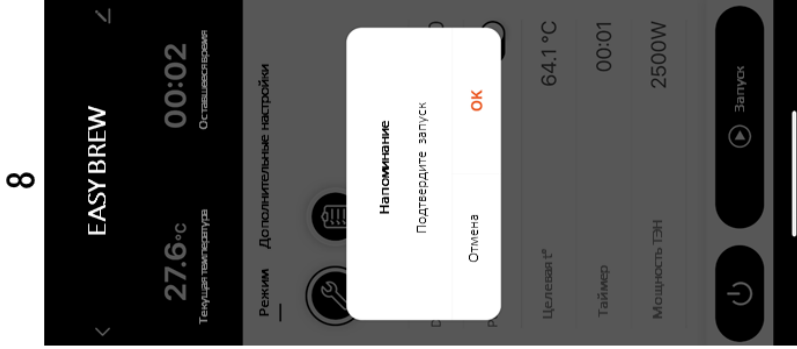 8
EASY BREW
27.6°C 00:02
Текущая температура Оставшееся время
Режим Дополнительные настройки
Напоминание
Подтвердите запуск
Отмена OK
Целевая t° 64.1 °C
Таймер 00:01
Мощность ТЭН 2500W
Запуск